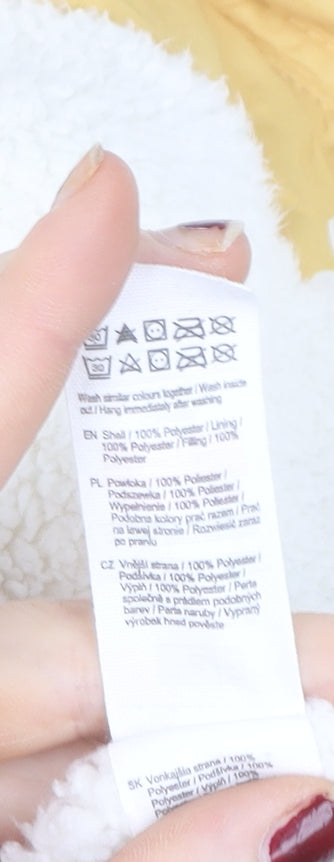 30
Wash similar colours together / Wash inside
out / Hang immediately after washing
EN Shell / 100% Polyester / Lining /
100% Polyester / Filling / 100%
Polyester
PL Powłoka / 100% Poliester /
Podszewka / 100% Poliester /
Wypełnienie / 100% Poliester /
Podobne kolory prać razem / Prać
na lewej stronie / Rozwiesić zaraz
po praniu
CZ Vnější strana / 100% Polyester /
Podšívka / 100% Polyester /
Výplň / 100% Polyester / Perte
společně s prádlem podobných
barev / Perte naruby / Vypraný
výrobek hned pověste
SK Vonkajšia strana / 100%
Polyester / Podšívka / 100%
Polyester / Výplň / 100%